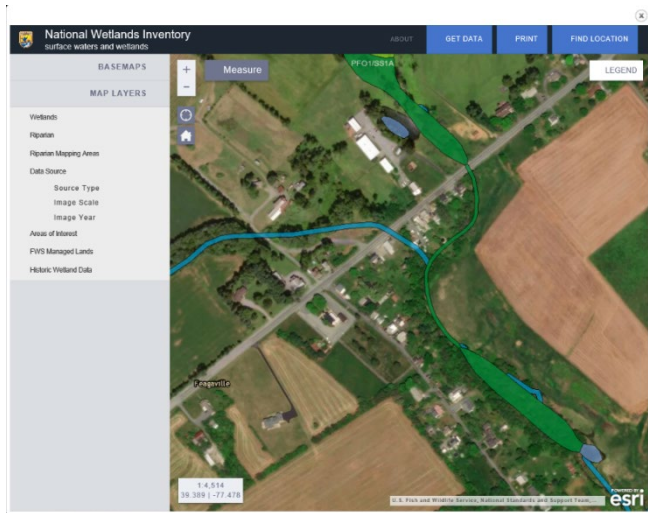 National Wetlands Inventory
surface waters and wetlands
ABOUT
GET DATA
PRINT
FIND LOCATION
BASEMAPS
MAP LAYERS
Wetlands
Riparian
Riparian Mapping Areas
Data Source
Source Type
Image Scale
Image Year
Areas of Interest
FWS Managed Lands
Historic Wetland Data
+
Measure
PFO1/SS1A
LEGEND
−
Feagaville
1:4,514
39.389 | -77.478
U.S. Fish and Wildlife Service, National Standards and Support Team,...
POWERED BY
esri